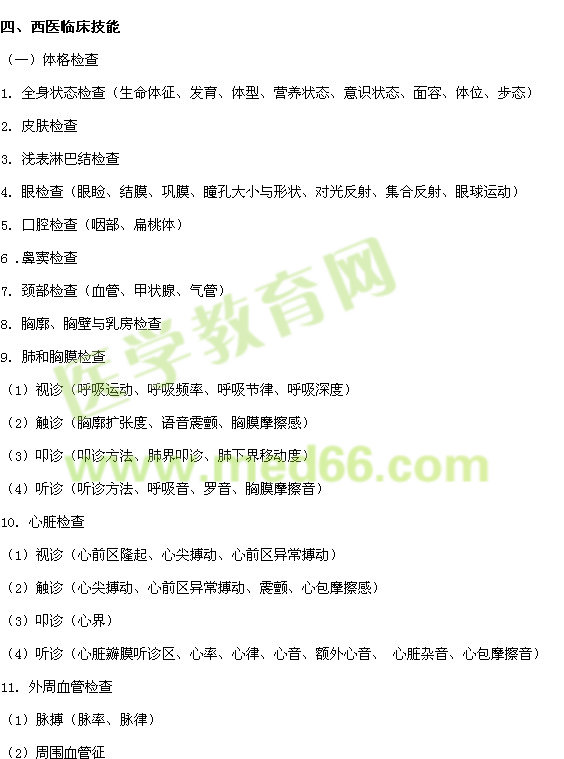 四、西医临床技能
（一）体格检查
1. 全身状态检查（生命体征、发育、体型、营养状态、意识状态、面容、体位、步态）
2. 皮肤检查
3. 浅表淋巴结检查
4. 眼检查（眼睑、结膜、巩膜、瞳孔大小与形状、对光反射、集合反射、眼球运动）
5. 口腔检查（咽部、扁桃体）
6 .鼻窦检查
7. 颈部检查（血管、甲状腺、气管）
8. 胸廓、胸壁与乳房检查
9. 肺和胸膜检查
（1）视诊（呼吸运动、呼吸频率、呼吸节律、呼吸深度）
（2）触诊（胸廓扩张度、语音震颤、胸膜摩擦感）
（3）叩诊（叩诊方法、肺界叩诊、肺下界移动度）
（4）听诊（听诊方法、呼吸音、罗音、胸膜摩擦音）
10. 心脏检查
（1）视诊（心前区隆起、心尖搏动、心前区异常搏动）
（2）触诊（心尖搏动、心前区异常搏动、震颤、心包摩擦感）
（3）叩诊（心界）
（4）听诊（心脏瓣膜听诊区、心率、心律、心音、额外心音、 心脏杂音、心包摩擦音）
11. 外周血管检查
（1）脉搏（脉率、脉律）
（2）周围血管征
医学教育网
www.med66.com